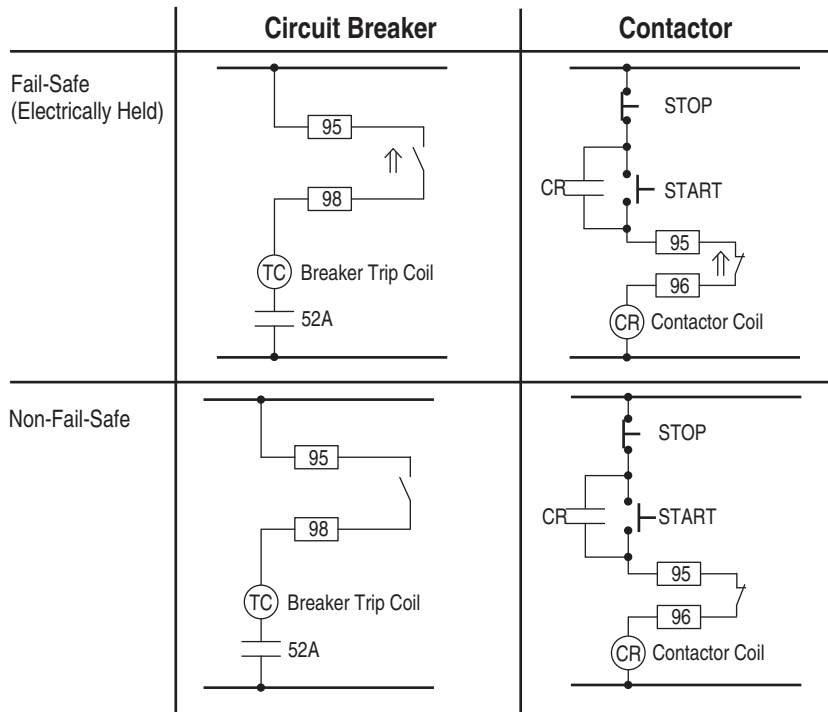 Circuit Breaker
Contactor
Fail-Safe
(Electrically Held)
95
98
TC Breaker Trip Coil
52A
STOP
CR
START
95
96
CR Contactor Coil
Non-Fail-Safe
95
98
TC Breaker Trip Coil
52A
STOP
CR
START
95
96
CR Contactor Coil